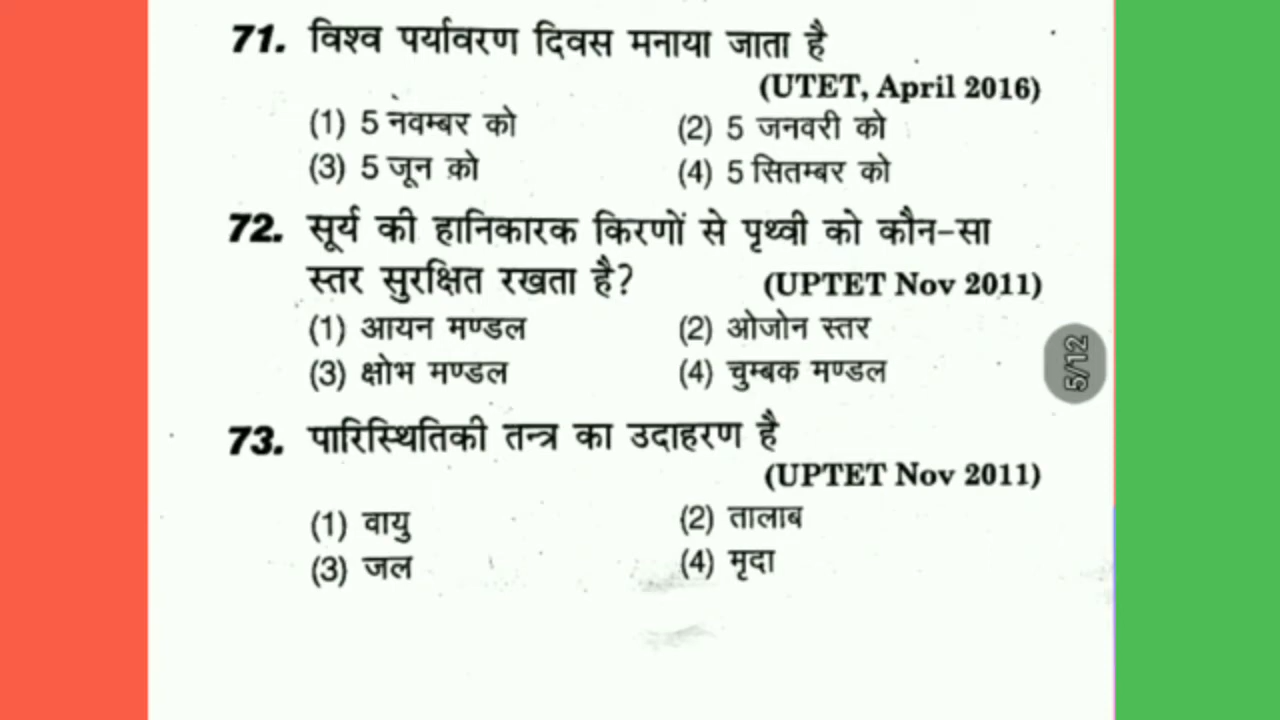 71. विश्व पर्यावरण दिवस मनाया जाता है
(UTET, April 2016)
(1) 5 नवम्बर को (2) 5 जनवरी को
(3) 5 जून को (4) 5 सितम्बर को
72. सूर्य की हानिकारक किरणों से पृथ्वी को कौन-सा
स्तर सुरक्षित रखता है? (UPTET Nov 2011)
(1) आयन मण्डल (2) ओजोन स्तर
(3) क्षोभ मण्डल (4) चुम्बक मण्डल
5/12
73. पारिस्थितिकी तन्त्र का उदाहरण है
(UPTET Nov 2011)
(1) वायु (2) तालाब
(3) जल (4) मृदा